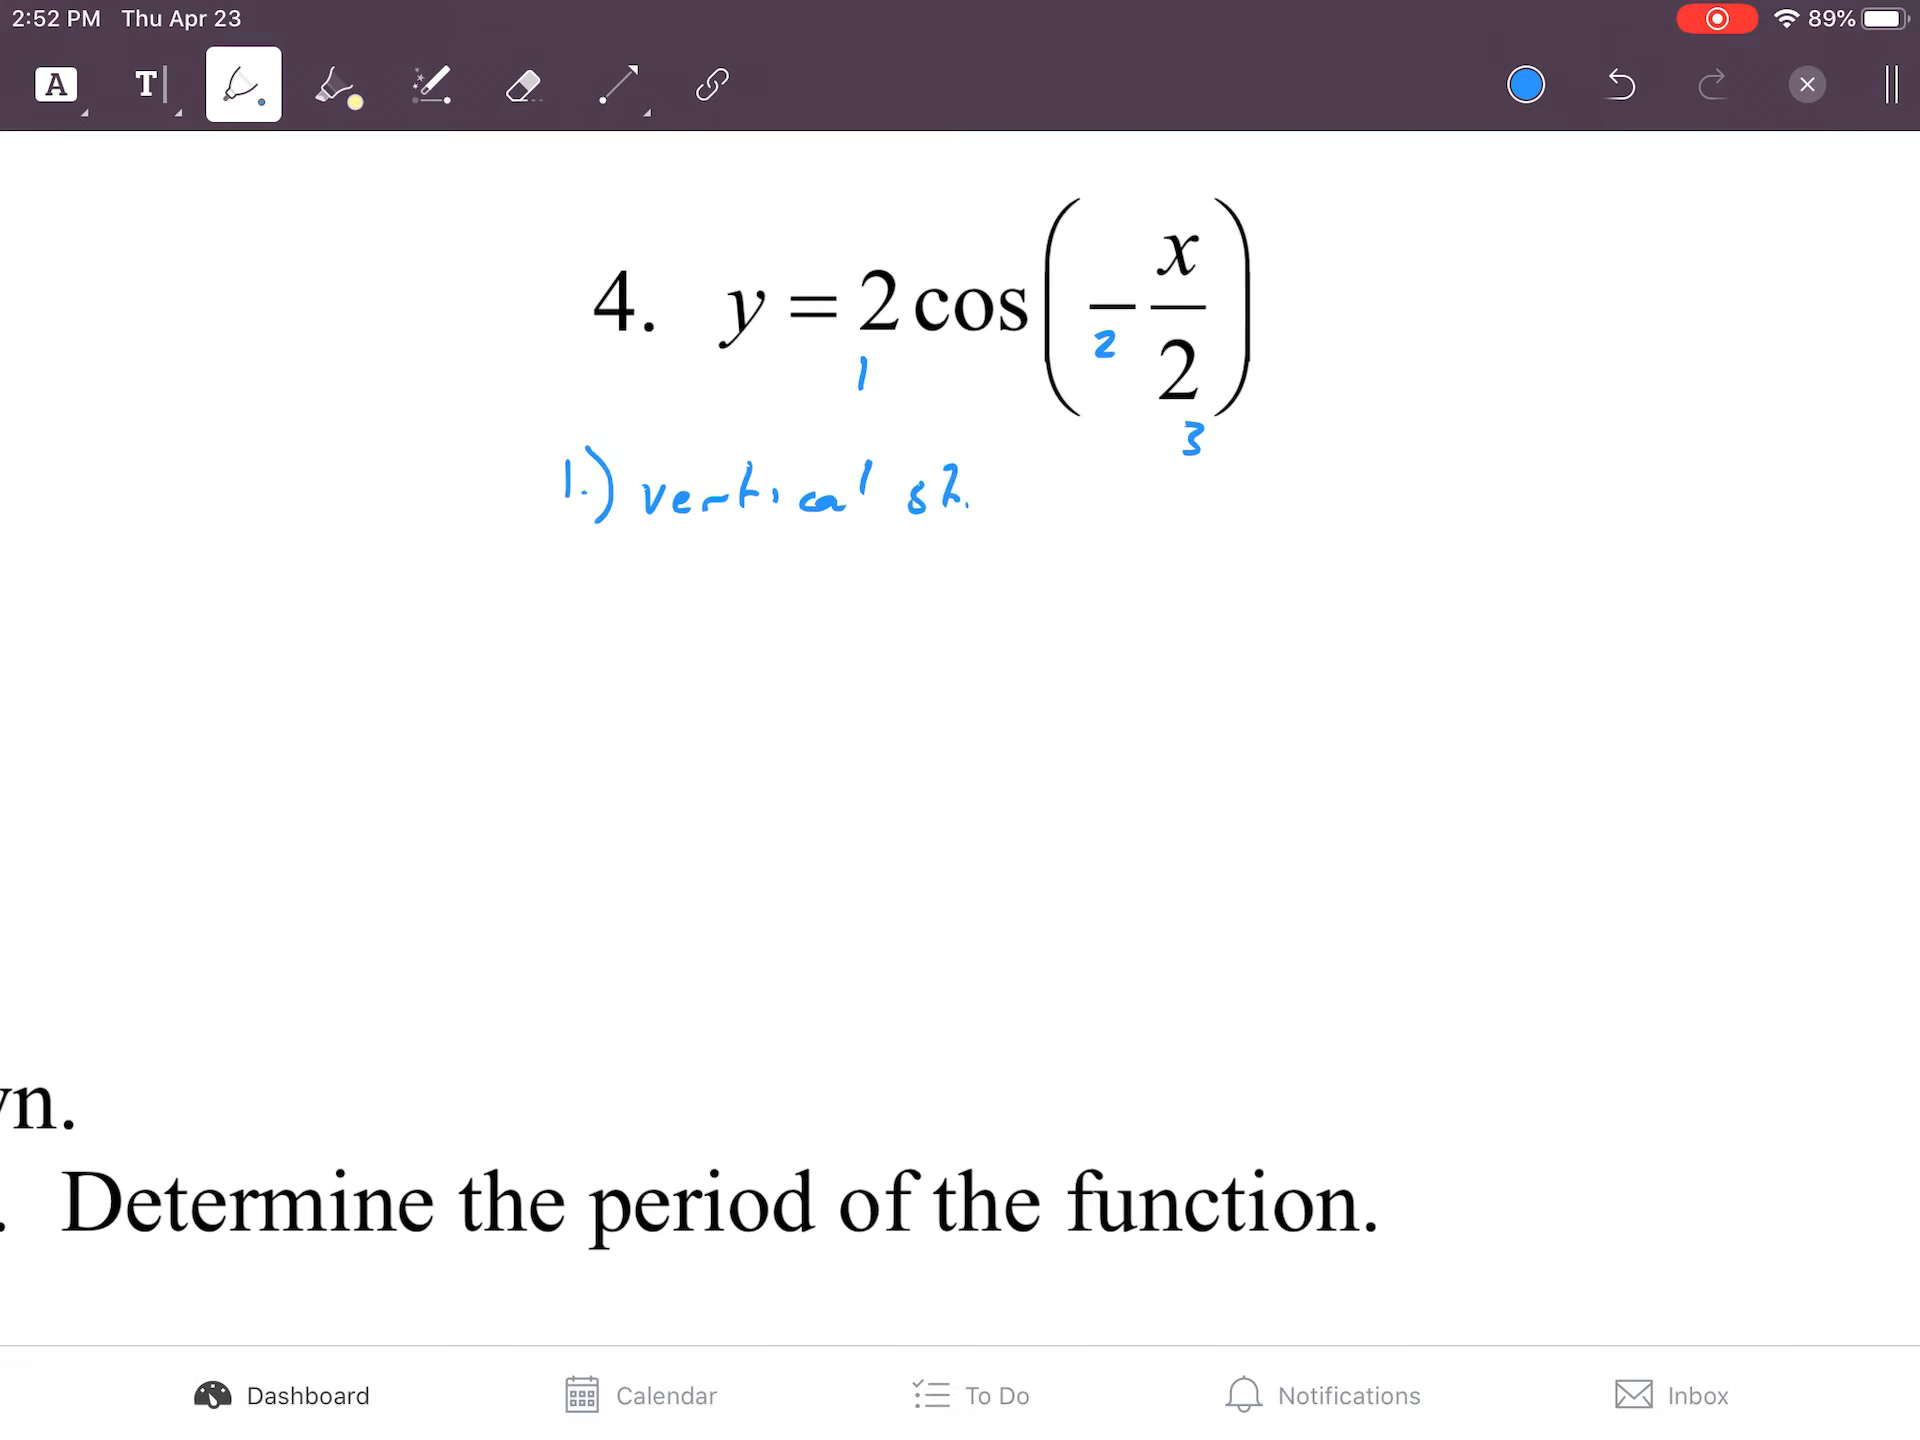 2:52 PM Thu Apr 23 89%
A T
4. y = 2 cos(-x/2)
1 2 3
1.) vertical st.
vn.
. Determine the period of the function.
Dashboard Calendar To Do Notifications Inbox